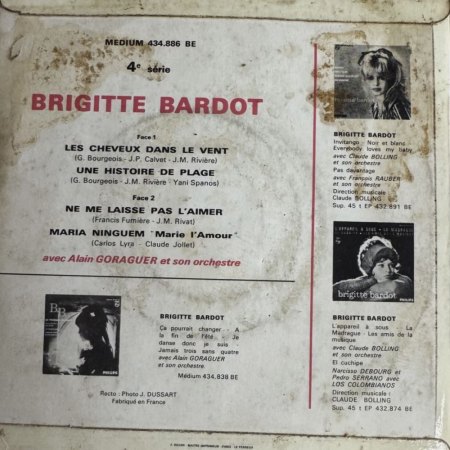 MEDIUM 434.886 BE
4e série
BRIGITTE BARDOT
Face 1
LES CHEVEUX DANS LE VENT
(G. Bourgeois - J.P. Calvet - J.M. Rivière)
UNE HISTOIRE DE PLAGE
(G. Bourgeois - J.M. Rivière - Yani Spanos)
Face 2
NE ME LAISSE PAS L'AIMER
(Francis Fumière - J.M. Rivat)
MARIA NINGUEM "Marie l'Amour"
(Carlos Lyra - Claude Jollet)
avec Alain GORAGUER et son orchestre
BRIGITTE BARDOT
Ça pourrait changer - A
la fin de l'été - Je
danse donc je suis -
Jamais trois sans quatre
avec Alain GORAGUER
et son orchestre
Médium 434.838 BE
Recto : Photo J. DUSSART
Fabriqué en France
BRIGITTE BARDOT
Invitango - Noir et blanc
Everybody loves my baby
avec Claude BOLLING
et son orchestre
Pas davantage
avec François RAUBER
et son orchestre
Direction musicale :
Claude BOLLING
Sup. 45 t EP 432.891 BE
L'APPAREIL A SOUS - LA MADRAGUE
brigitte bardot
PHILIPS
BRIGITTE BARDOT
L'appareil à sous - La
Madrague - Les amis de la
musique
avec Claude BOLLING
et son orchestre
El cuchipe
Narcisso DEBOURG et
Pedro SERRANO avec
LOS COLOMBIANOS
Direction musicale :
Claude BOLLING
Sup. 45 t EP 432.874 BE